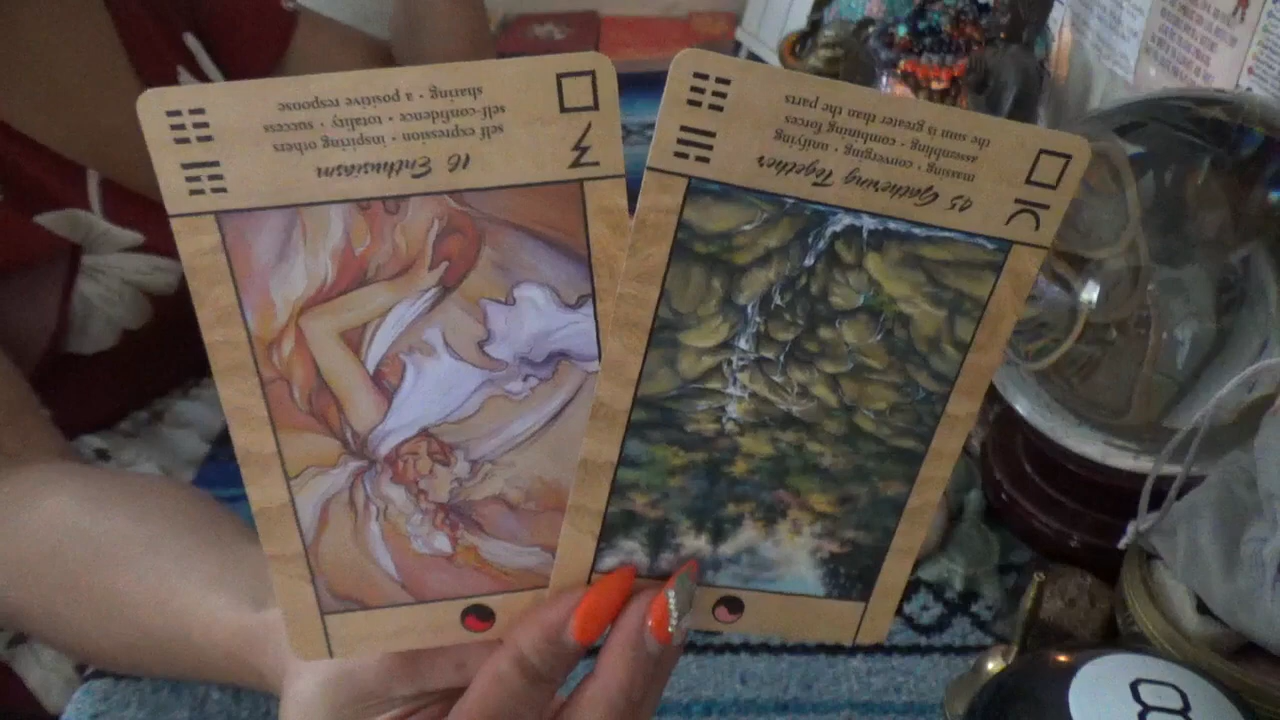 16 Enthusiasm
self expression • inspiring others
self-confidence • totality • success
sharing • a positive response
45 Gathering Together
massing • converging • unifying
assembling • combining forces
the sum is greater than the parts
8